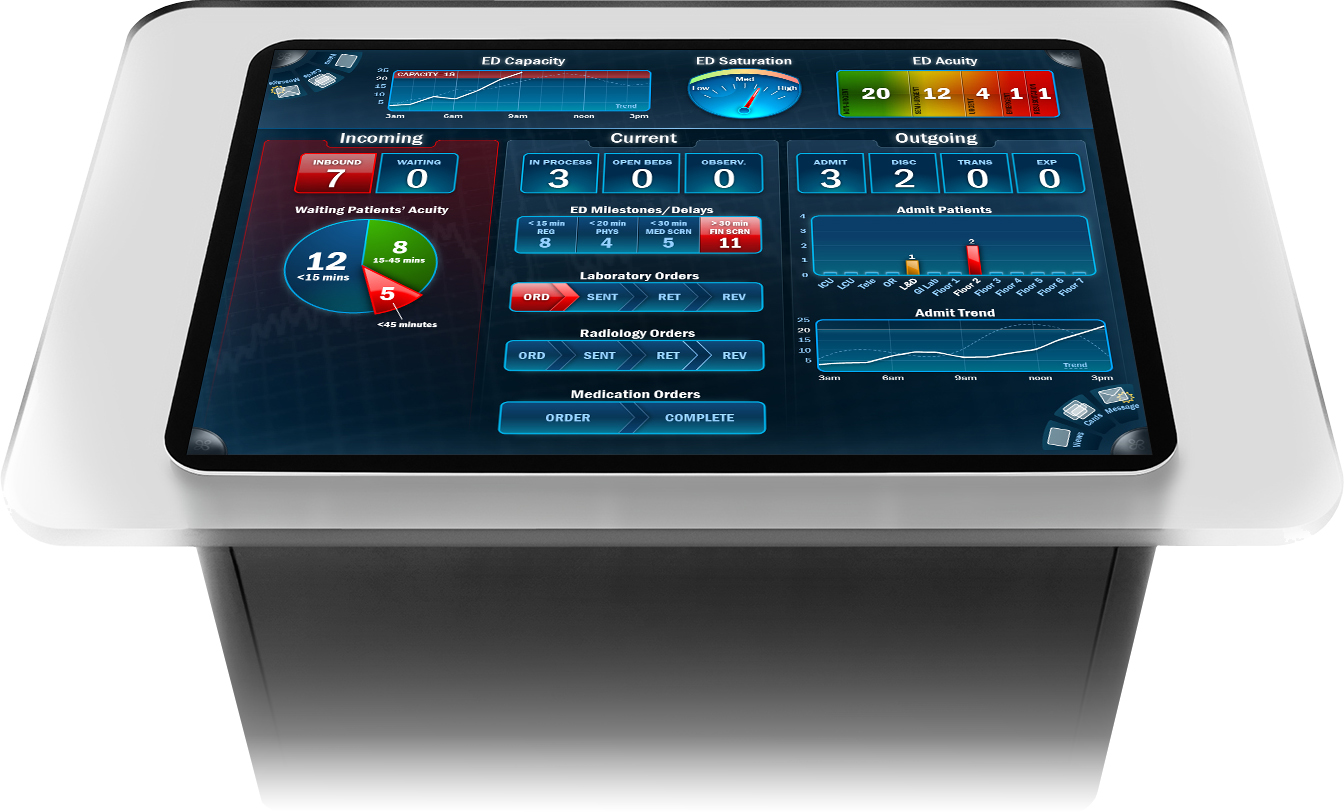 ED Capacity
25
20
15
10
5
CAPACITY 18
Trend
3am 6am 9am noon 3pm
ED Saturation
Low Med High
ED Acuity
20 12 4 1 1
Views
Cards
Message
Incoming
INBOUND
7
WAITING
0
Waiting Patients' Acuity
12
<15 mins
8
15-45 mins
5
<45 minutes
Current
IN PROCESS
3
OPEN BEDS
0
OBSERV.
0
ED Milestones/Delays
< 15 min
REG
8
< 20 min
PHYS
4
< 30 min
MED SCRN
5
> 30 min
FIN SCRN
11
Laboratory Orders
ORD SENT RET REV
Radiology Orders
ORD SENT RET REV
Medication Orders
ORDER COMPLETE
Outgoing
ADMIT
3
DISC
2
TRANS
0
EXP
0
Admit Patients
4
3
2
1
0
1
2
ICU LCU Tele OR L&D GI Lab Floor 1 Floor 2 Floor 3 Floor 4 Floor 5 Floor 6 Floor 7
Admit Trend
25
20
15
10
5
Trend
3am 6am 9am noon 3pm
Message
Cards
Views